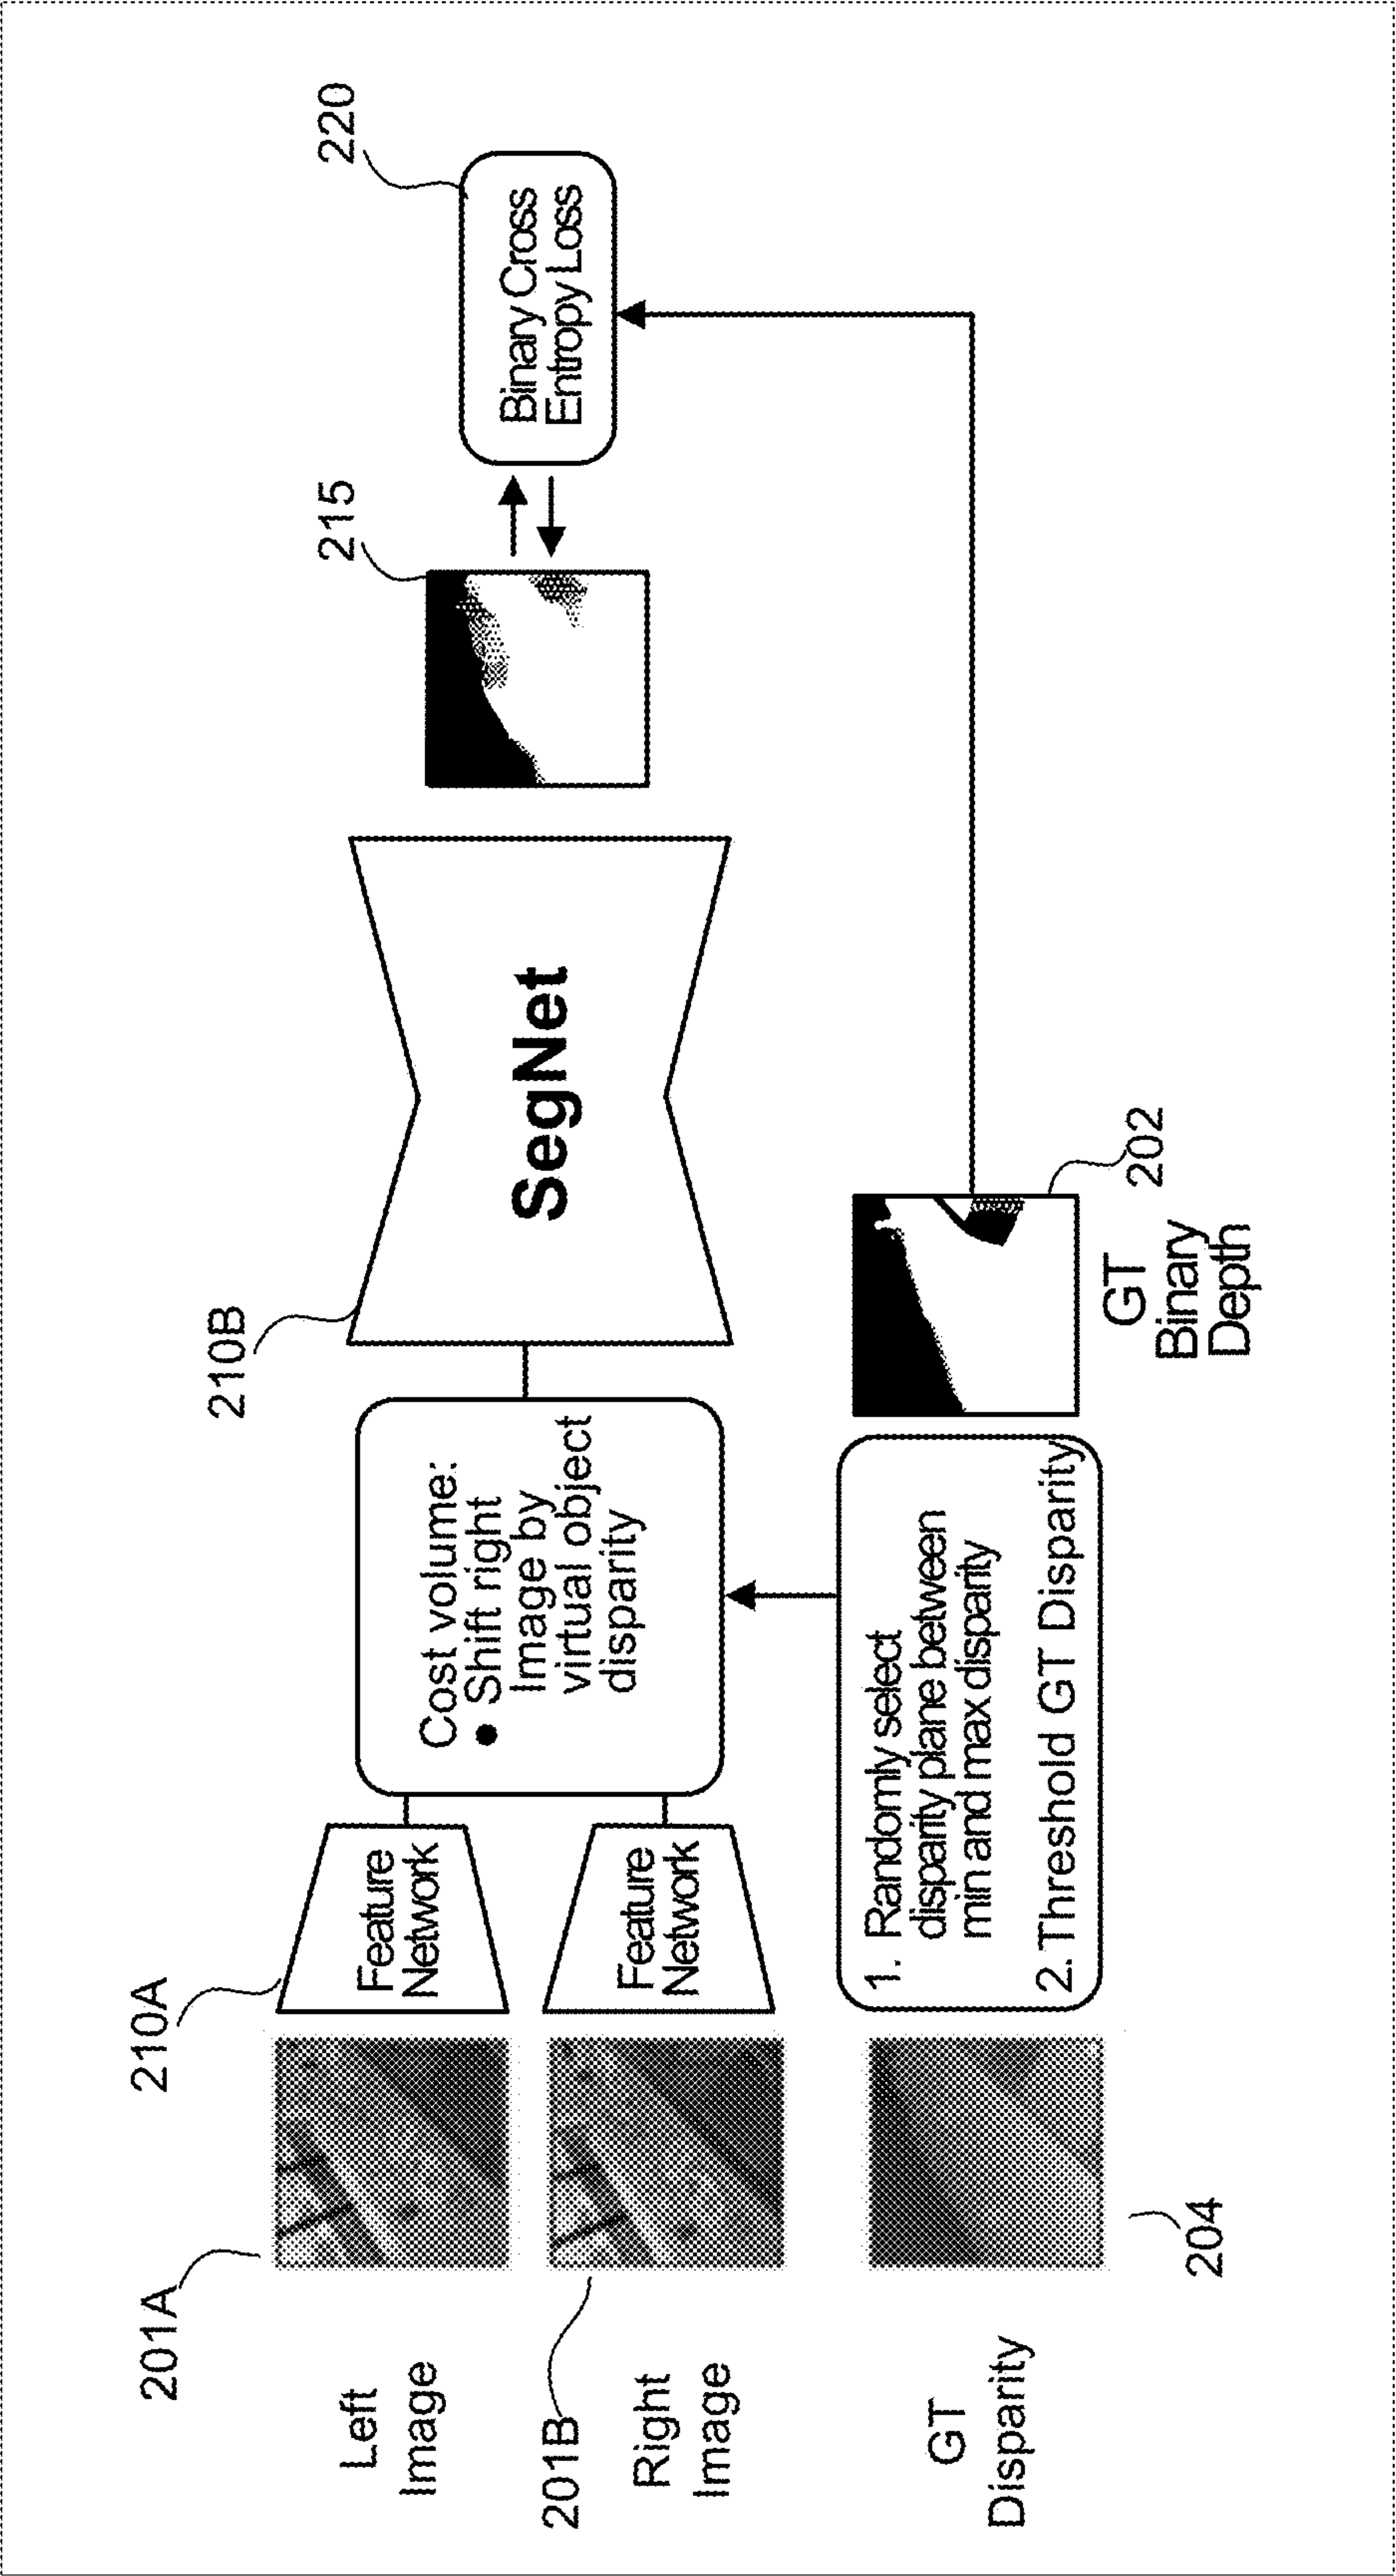 201A
Left
Image
201B
Right
Image
GT
Disparity
204
210A
Feature
Network
Feature
Network
Cost volume:
● Shift right
Image by
virtual object
disparity
1. Randomly select
disparity plane between
min and max disparity
2. Threshold GT Disparity
210B
SegNet
GT
Binary
Depth
202
215
220
Binary Cross
Entropy Loss